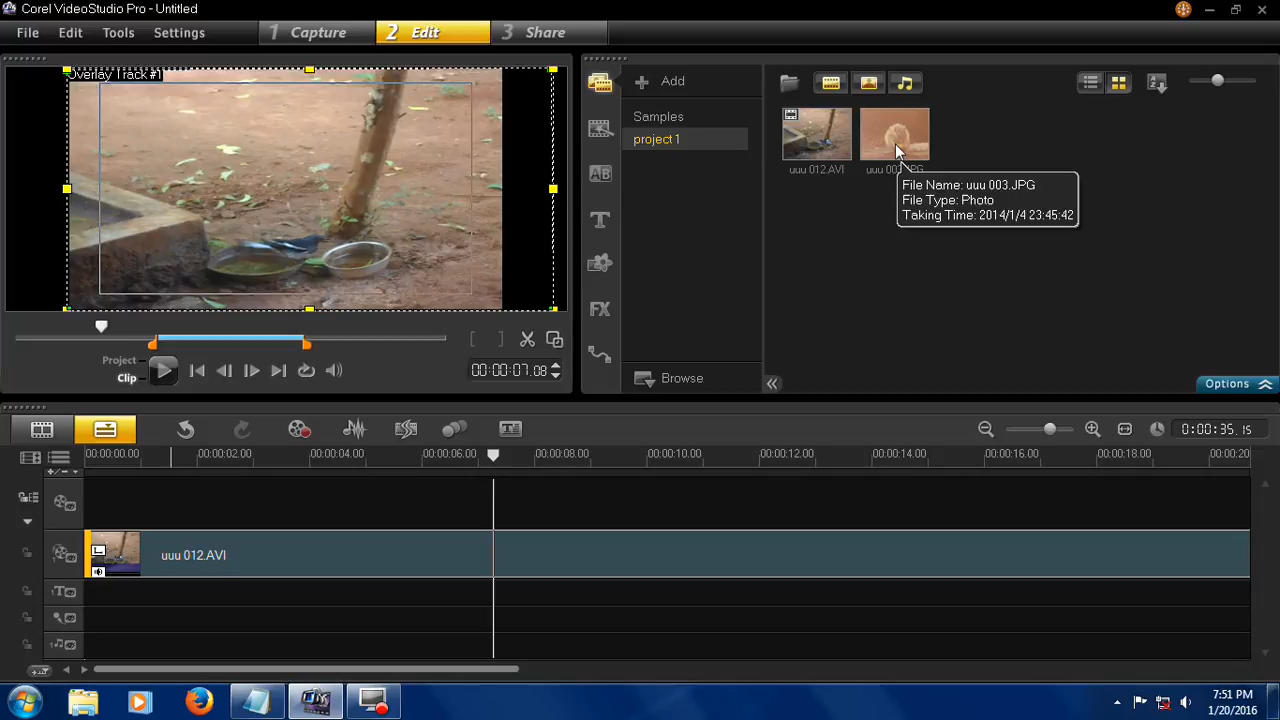 Corel VideoStudio Pro - Untitled
File Edit Tools Settings 1 Capture 2 Edit 3 Share
Overlay Track #1
Add
Samples
project 1
Browse
uuu 012.AVI
File Name: uuu 003.JPG
File Type: Photo
Taking Time: 2014/1/4 23:45:42
Options
Project
Clip
00:00:07.08
0:00:35.15
00:00:00.00 00:00:02.00 00:00:04.00 00:00:06.00 00:00:08.00 00:00:10.00 00:00:12.00 00:00:14.00 00:00:16.00 00:00:18.00 00:00:20
uuu 012.AVI
7:51 PM
1/20/2016